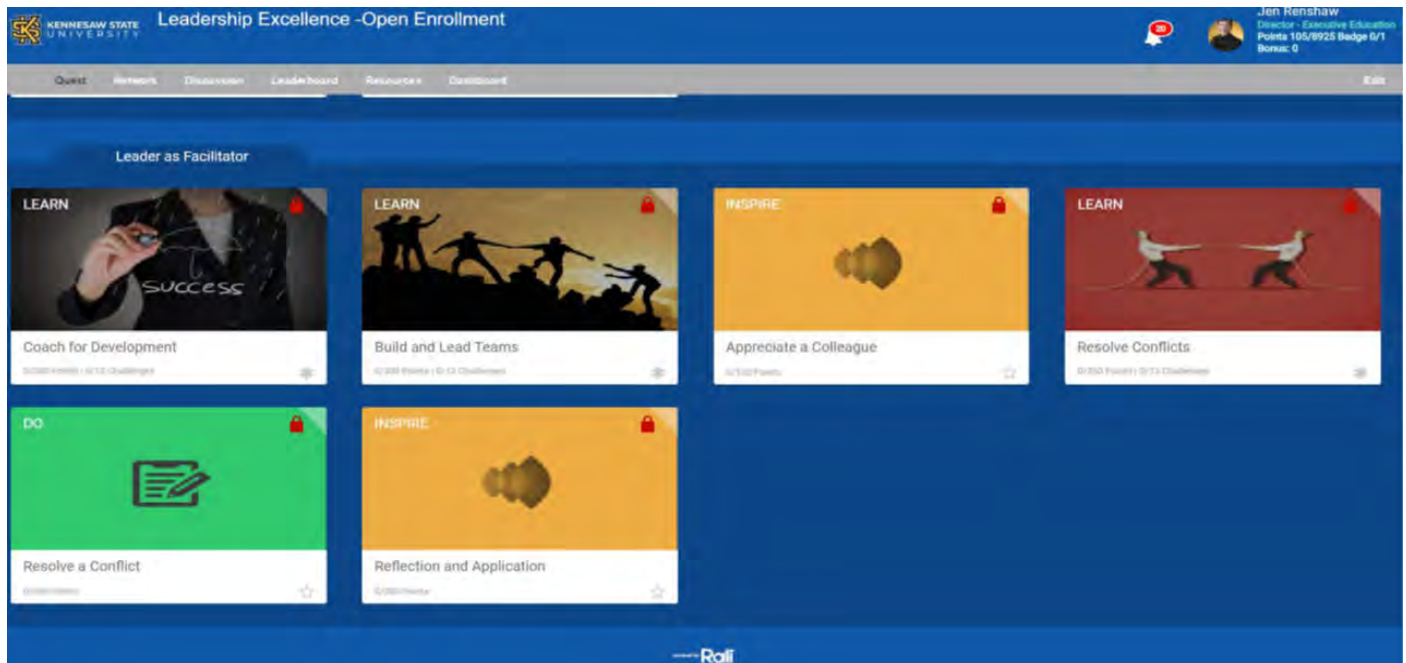 KENNESAW STATE
UNIVERSITY
Leadership Excellence -Open Enrollment
20
Jen Renshaw
Director - Executive Education
Points 105/8925 Badge 0/1
Bonus: 0
Quest Network Discussion Leaderboard Resources Dashboard
Exit
Leader as Facilitator
LEARN
success
Coach for Development
LEARN
Build and Lead Teams
INSPIRE
Appreciate a Colleague
LEARN
Resolve Conflicts
DO
Resolve a Conflict
INSPIRE
Reflection and Application
Rali